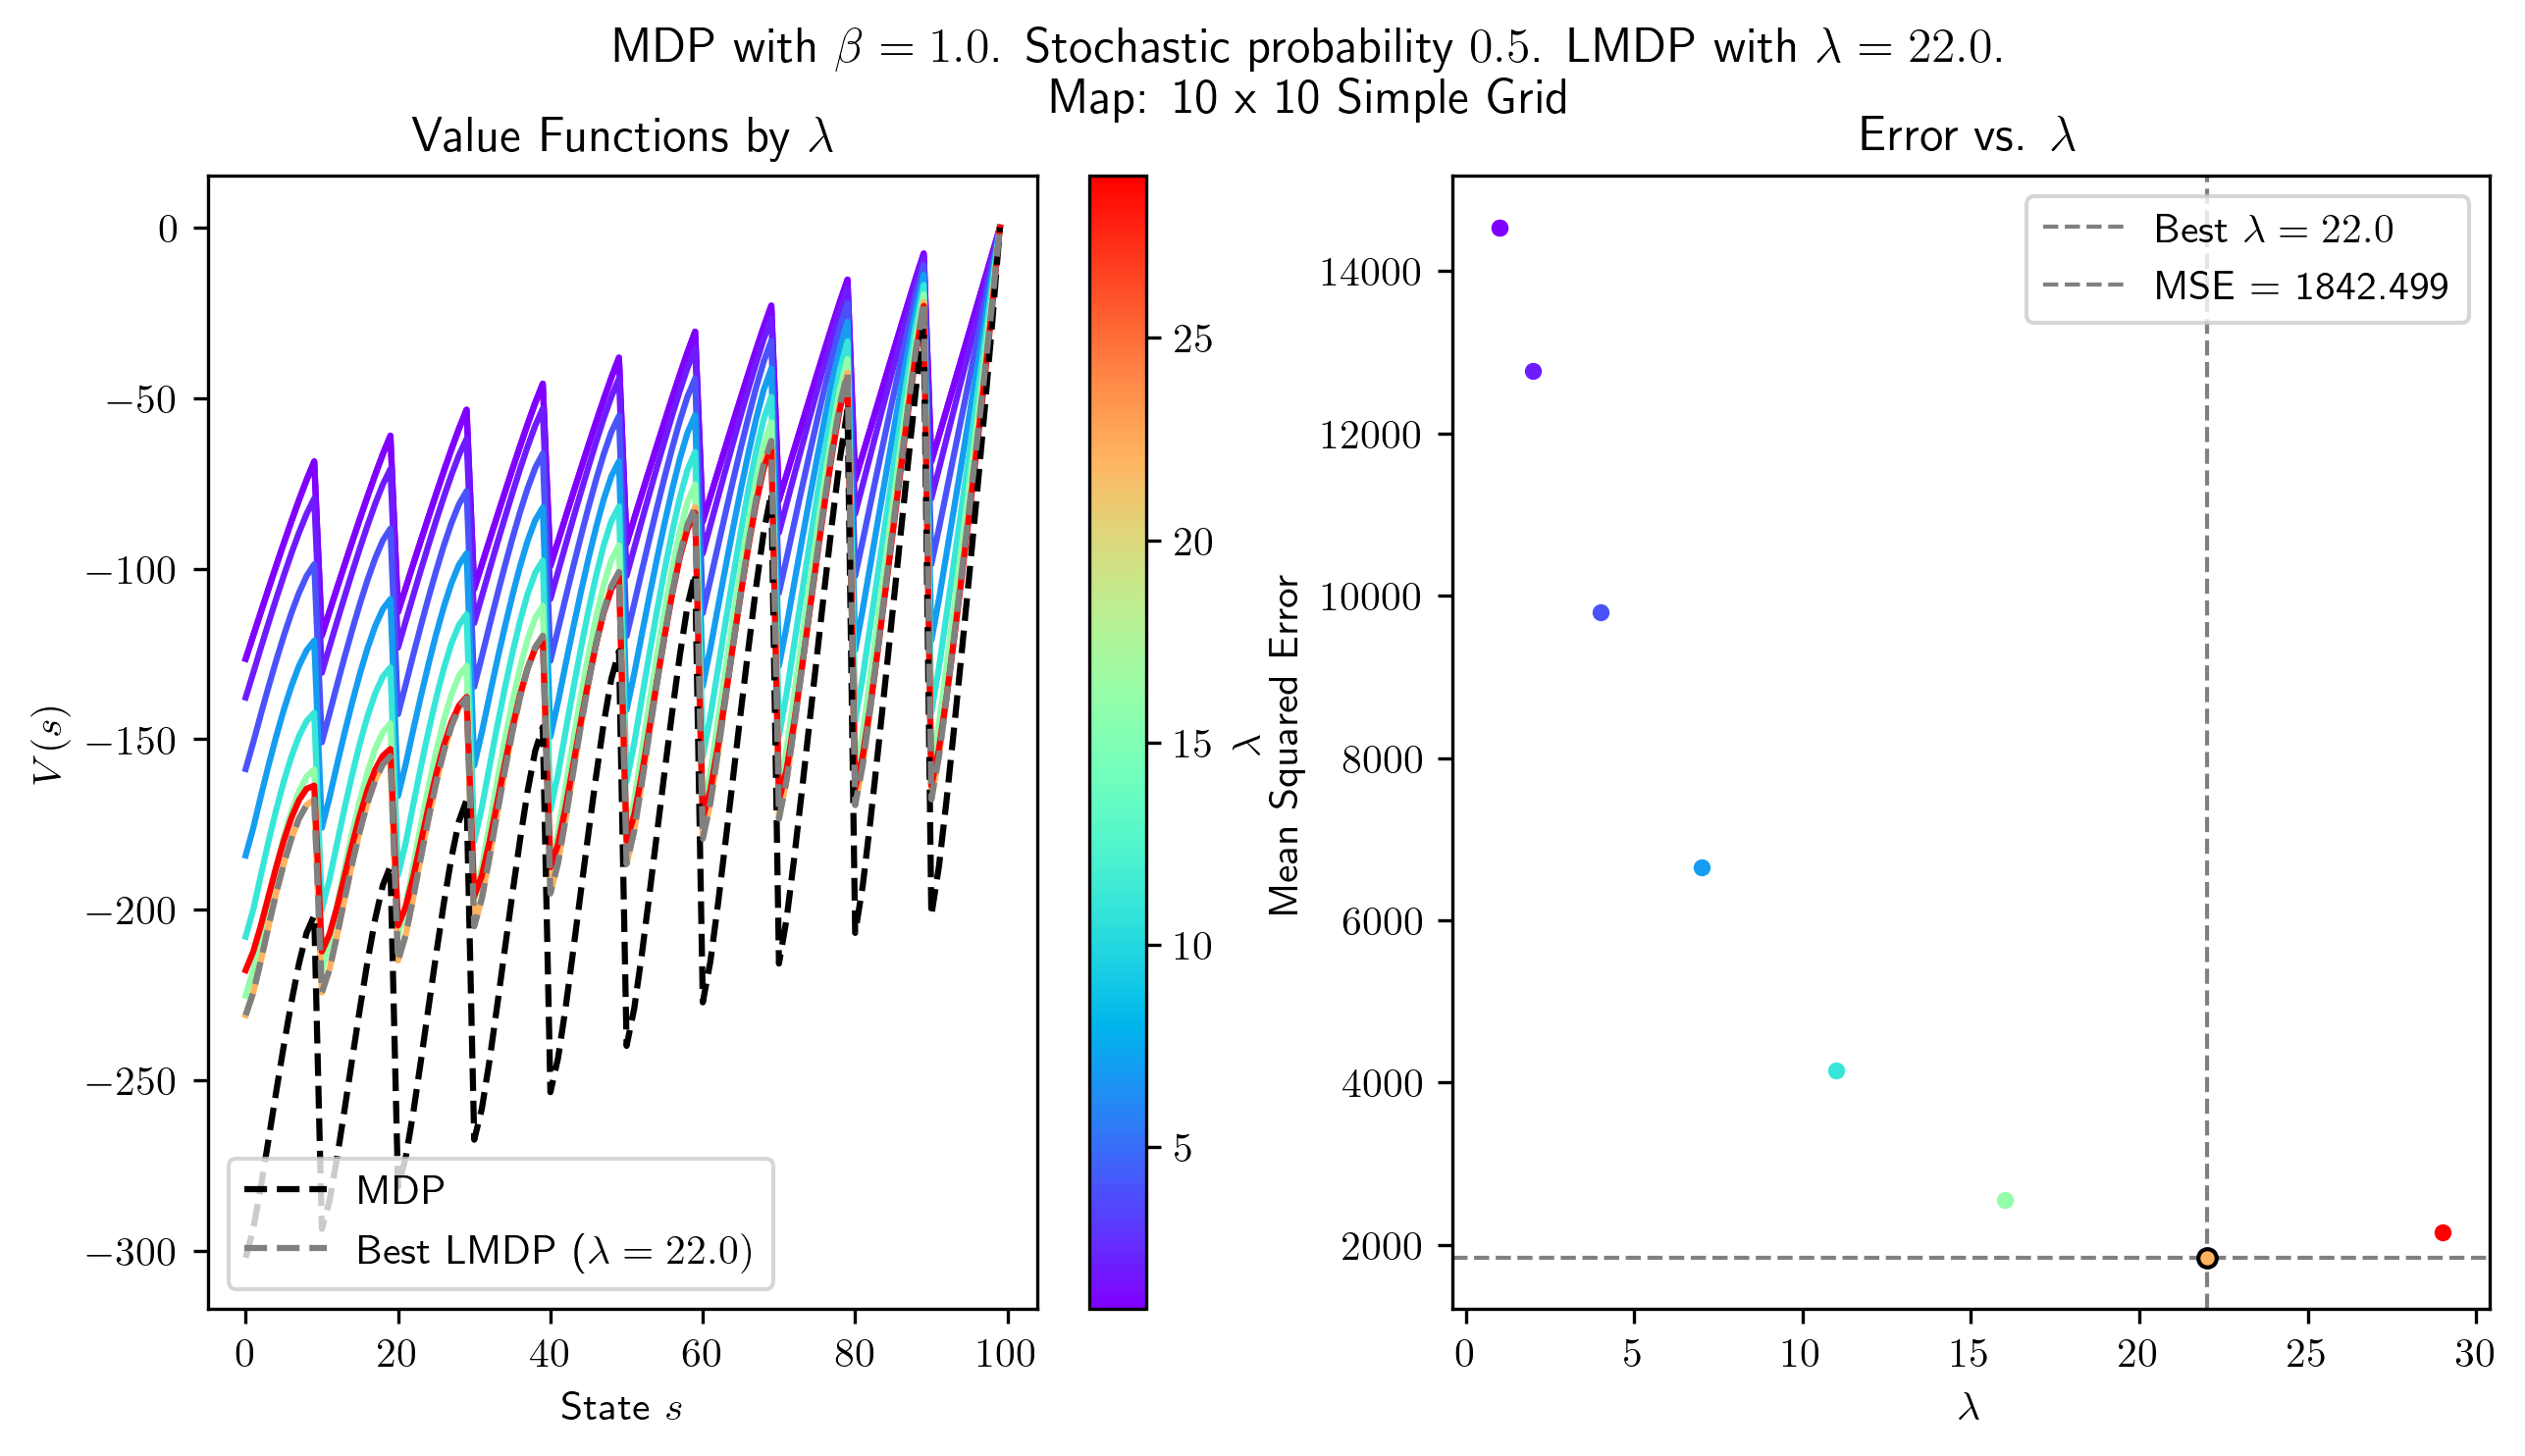 MDP with β = 1.0. Stochastic probability 0.5. LMDP with λ = 22.0.
Map: 10 x 10 Simple Grid
Value Functions by λ
0
−50
−100
−150
−200
−250
−300
V(s)
MDP
Best LMDP (λ = 22.0)
0 20 40 60 80 100
State s
25
20
15
10
5
λ
Error vs. λ
14000
12000
10000
8000
6000
4000
2000
Mean Squared Error
Best λ = 22.0
MSE = 1842.499
0 5 10 15 20 25 30
λ